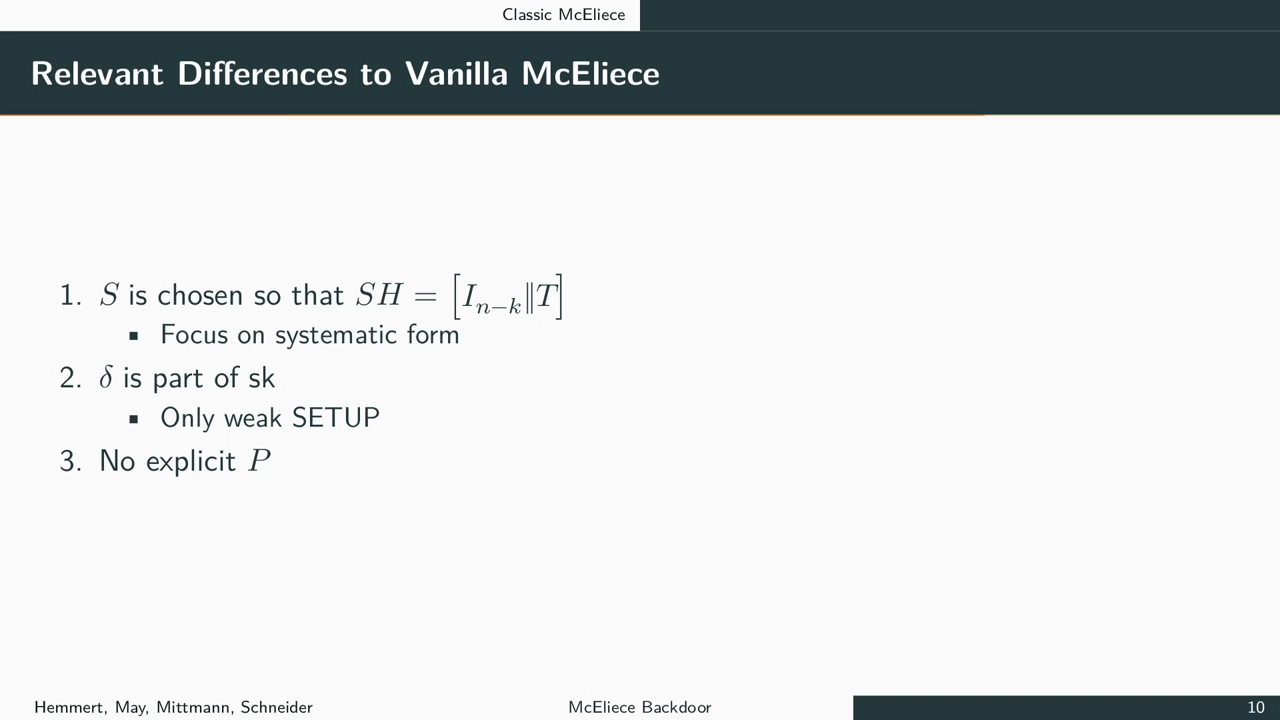 Classic McEliece
Relevant Differences to Vanilla McEliece
1. S is chosen so that SH = [Iₙ₋ₖ‖T]
▪ Focus on systematic form
2. δ is part of sk
▪ Only weak SETUP
3. No explicit P
Hemmert, May, Mittmann, Schneider
McEliece Backdoor
10